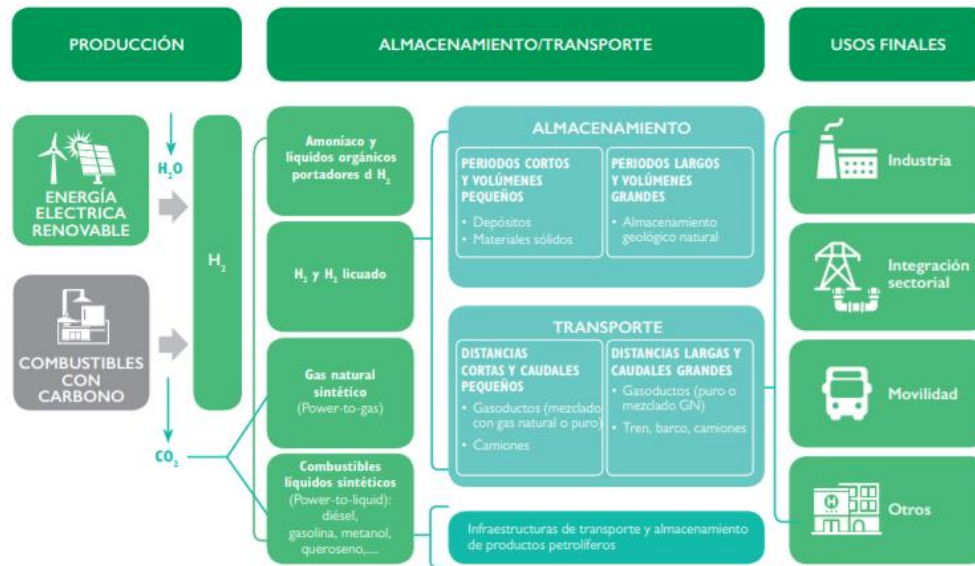 PRODUCCIÓN
ALMACENAMIENTO/TRANSPORTE
USOS FINALES
ENERGÍA
ELECTRICA
RENOVABLE
H₂O
COMBUSTIBLES
CON
CARBONO
CO₂
H₂
Amoníaco y
líquidos orgánicos
portadores d H₂
H₂ y H₂ licuado
Gas natural
sintético
(Power-to-gas)
Combustibles
líquidos sintéticos
(Power-to-liquid):
diésel,
gasolina, metanol,
queroseno,....
ALMACENAMIENTO
PERIODOS CORTOS
Y VOLÚMENES
PEQUEÑOS
• Depósitos
• Materiales sólidos
PERIODOS LARGOS
Y VOLÚMENES
GRANDES
• Almacenamiento
geológico natural
TRANSPORTE
DISTANCIAS
CORTAS Y CAUDALES
PEQUEÑOS
• Gasoductos (mezclado
con gas natural o puro)
• Camiones
DISTANCIAS LARGAS Y
CAUDALES GRANDES
• Gasoductos (puro o
mezclado GN)
• Tren, barco, camiones
Infraestructuras de transporte y almacenamiento
de productos petrolíferos
Industria
Integración
sectorial
Movilidad
H
Otros